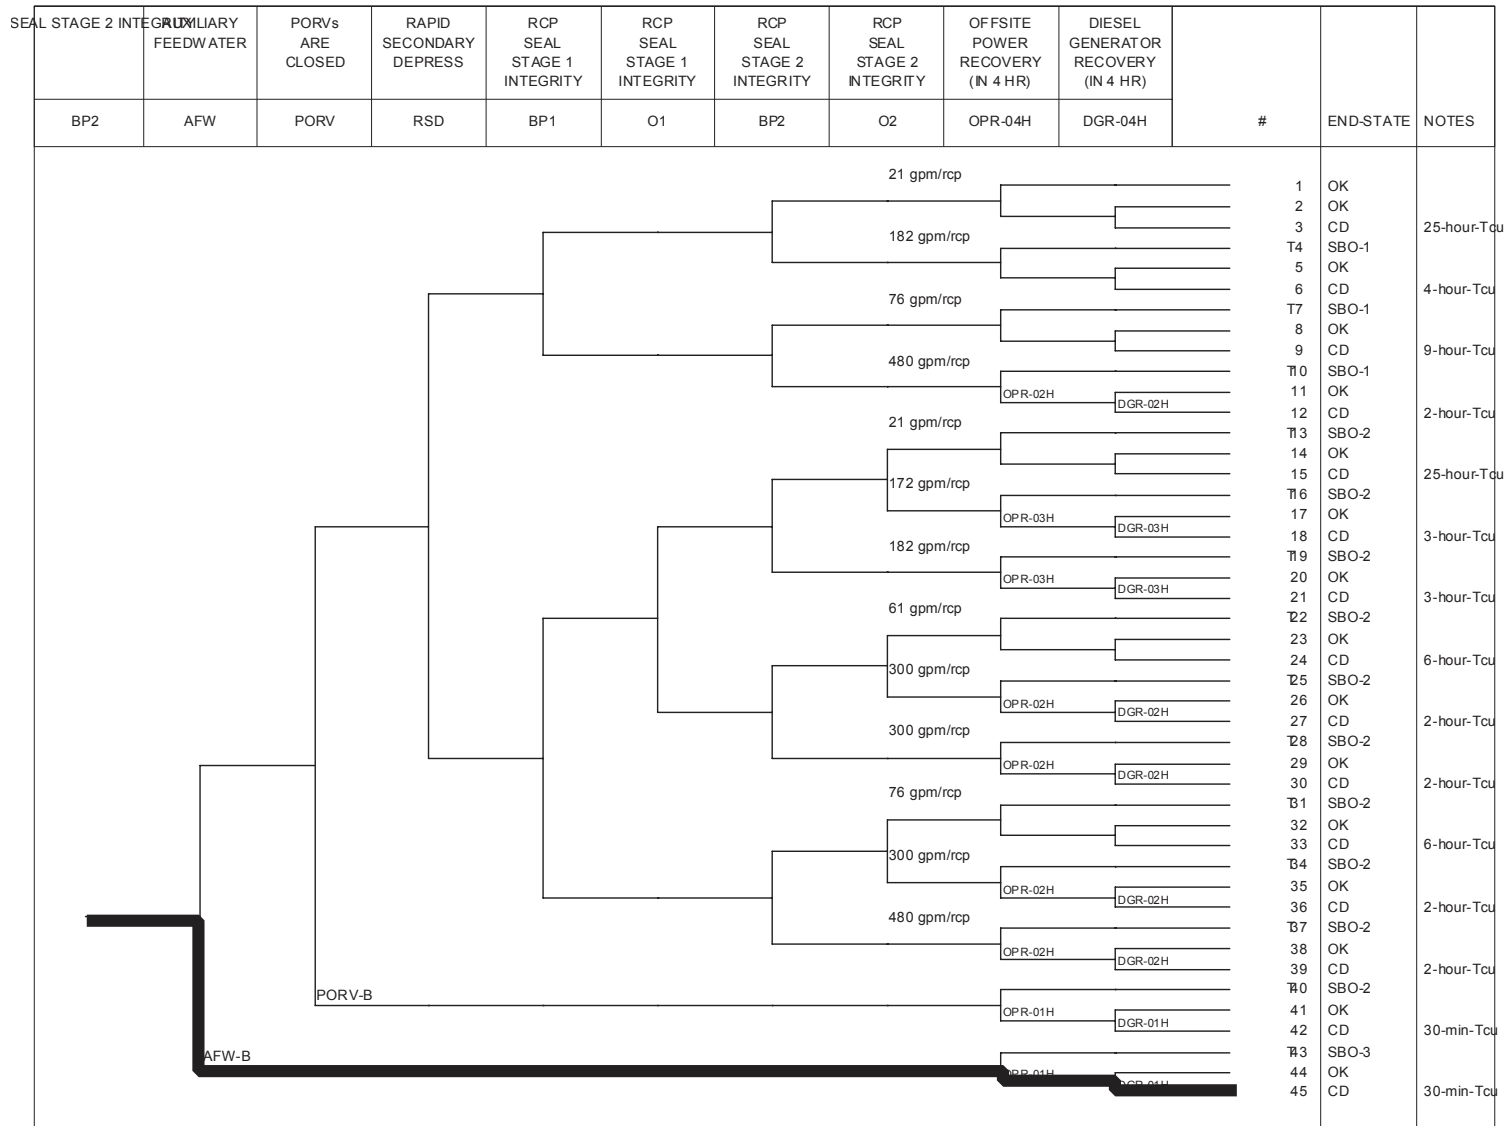 SEAL STAGE 2 INTEGRITY
AUXILIARY
FEEDWATER
PORVs
ARE
CLOSED
RAPID
SECONDARY
DEPRESS
RCP
SEAL
STAGE 1
INTEGRITY
RCP
SEAL
STAGE 1
INTEGRITY
RCP
SEAL
STAGE 2
INTEGRITY
RCP
SEAL
STAGE 2
INTEGRITY
OFFSITE
POWER
RECOVERY
(IN 4 HR)
DIESEL
GENERATOR
RECOVERY
(IN 4 HR)
BP2 AFW PORV RSD BP1 O1 BP2 O2 OPR-04H DGR-04H # END-STATE NOTES
21 gpm/rcp
1 OK
2 OK
3 CD 25-hour-Tcu
182 gpm/rcp
T4 SBO-1
5 OK
6 CD 4-hour-Tcu
76 gpm/rcp
T7 SBO-1
8 OK
9 CD 9-hour-Tcu
480 gpm/rcp
T10 SBO-1
OPR-02H 11 OK
DGR-02H
12 CD 2-hour-Tcu
21 gpm/rcp
T13 SBO-2
14 OK
15 CD 25-hour-Tcu
172 gpm/rcp
T16 SBO-2
OPR-03H 17 OK
DGR-03H
18 CD 3-hour-Tcu
182 gpm/rcp
T19 SBO-2
OPR-03H 20 OK
DGR-03H
21 CD 3-hour-Tcu
61 gpm/rcp
T22 SBO-2
23 OK
24 CD 6-hour-Tcu
300 gpm/rcp
T25 SBO-2
OPR-02H 26 OK
DGR-02H
27 CD 2-hour-Tcu
300 gpm/rcp
T28 SBO-2
OPR-02H 29 OK
DGR-02H
30 CD 2-hour-Tcu
76 gpm/rcp
T31 SBO-2
32 OK
33 CD 6-hour-Tcu
300 gpm/rcp
T34 SBO-2
OPR-02H 35 OK
DGR-02H
36 CD 2-hour-Tcu
480 gpm/rcp
T37 SBO-2
OPR-02H 38 OK
DGR-02H
39 CD 2-hour-Tcu
PORV-B
T40 SBO-2
OPR-01H 41 OK
DGR-01H
42 CD 30-min-Tcu
AFW-B
T43 SBO-3
OPR-01H 44 OK
DGR-01H
45 CD 30-min-Tcu